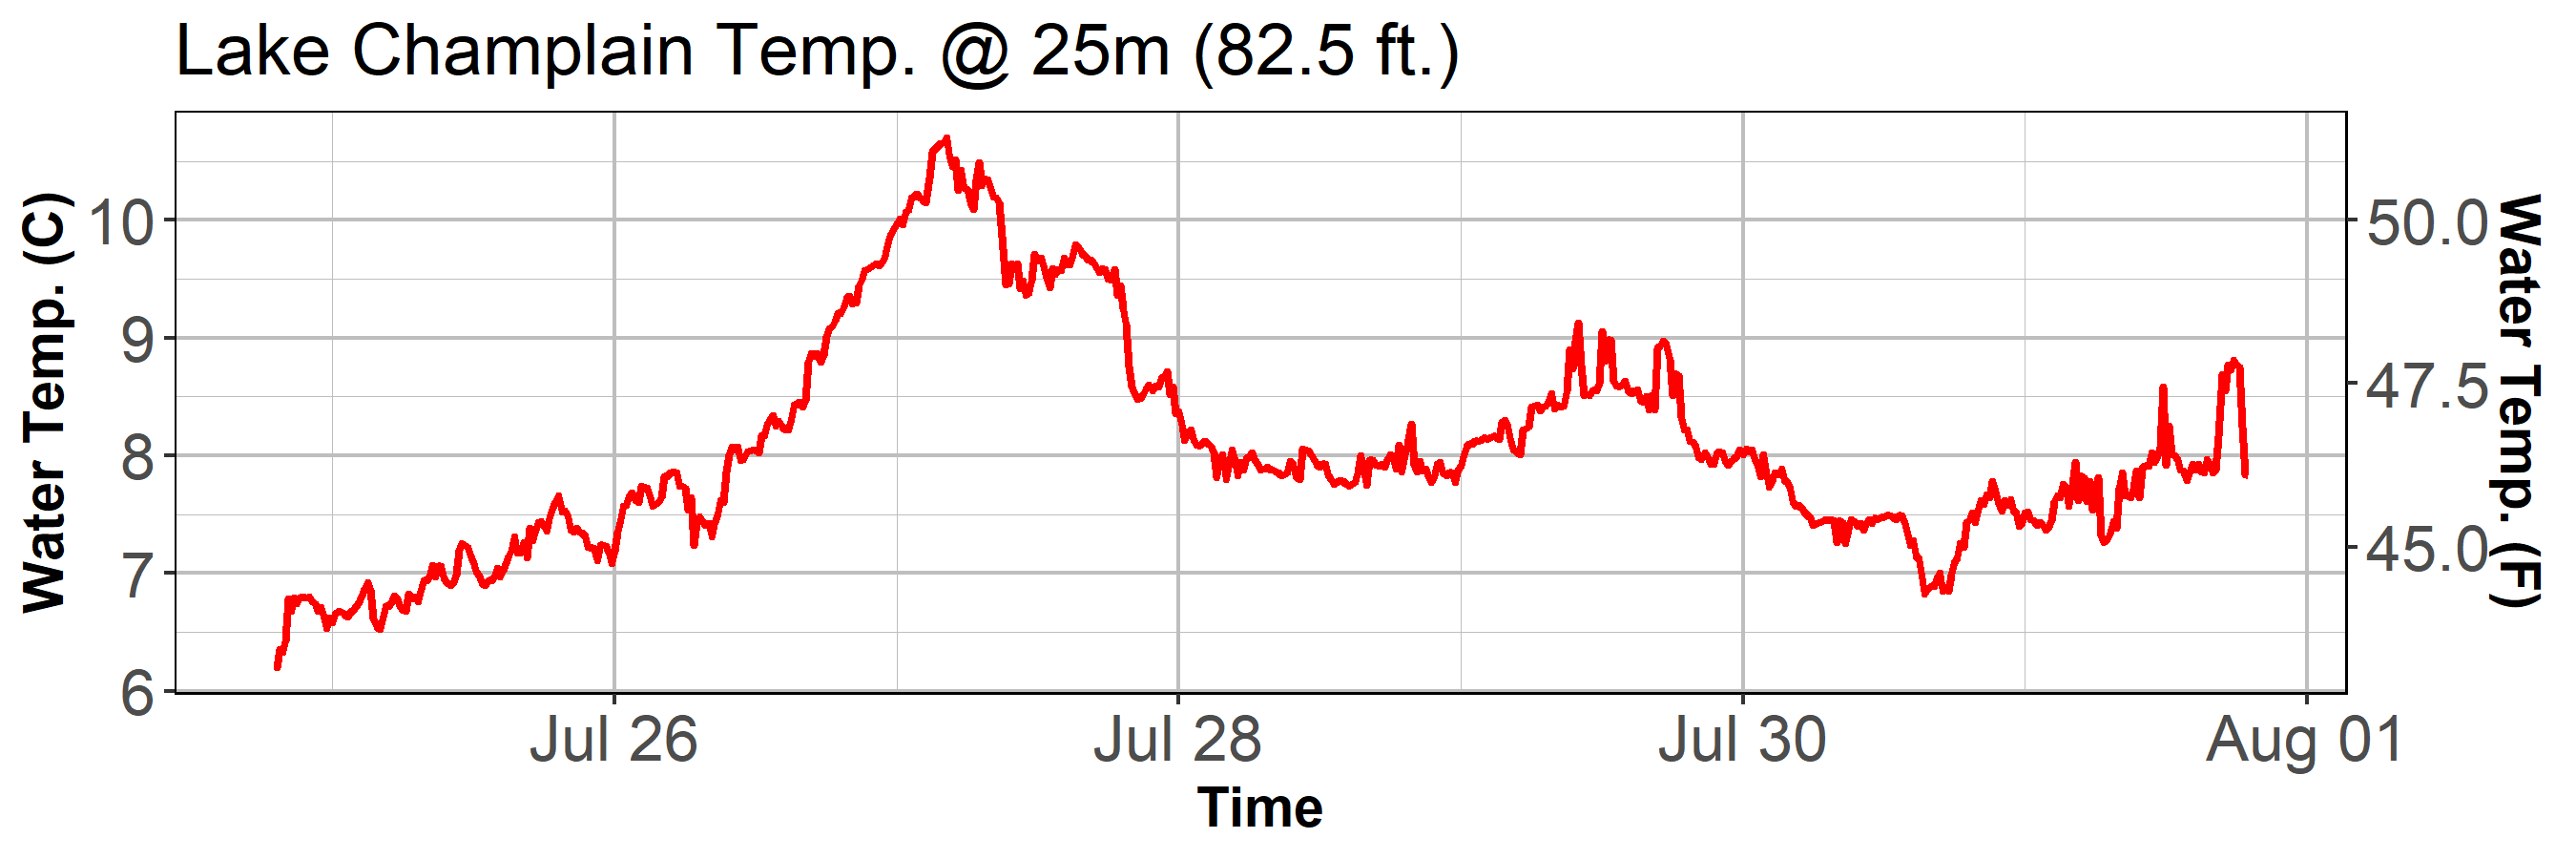 Lake Champlain Temp. @ 25m (82.5 ft.)
Water Temp. (C)
10
9
8
7
6
50.0
47.5
45.0
Water Temp. (F)
Jul 26
Jul 28
Jul 30
Aug 01
Time